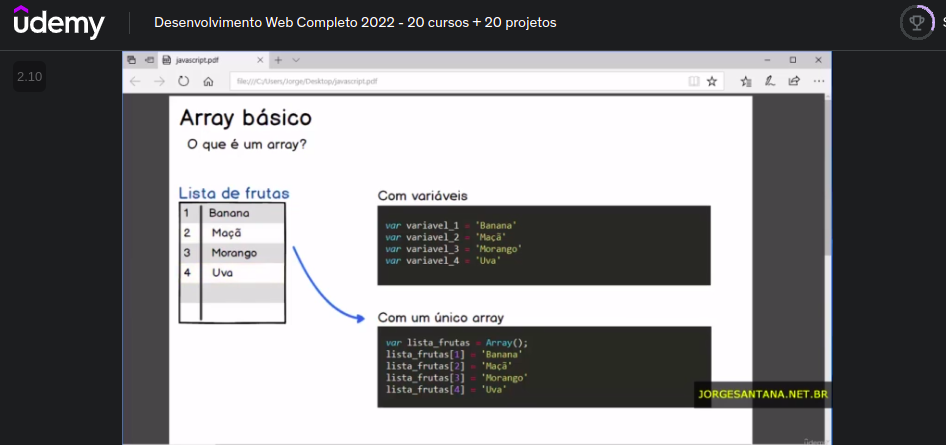 ûdemy
Desenvolvimento Web Completo 2022 - 20 cursos + 20 projetos
S
2.10
javascript.pdf
file:///C:/Users/Jorge/Desktop/javascript.pdf
Array básico
O que é um array?
Lista de frutas
1 Banana
2 Maçã
3 Morango
4 Uva
Com variáveis
var variavel_1 = 'Banana'
var variavel_2 = 'Maçã'
var variavel_3 = 'Morango'
var variavel_4 = 'Uva'
Com um único array
var lista_frutas = Array();
lista_frutas[1] = 'Banana'
lista_frutas[2] = 'Maçã'
lista_frutas[3] = 'Morango'
lista_frutas[4] = 'Uva'
JORGESANTANA.NET.BR
ûdemy